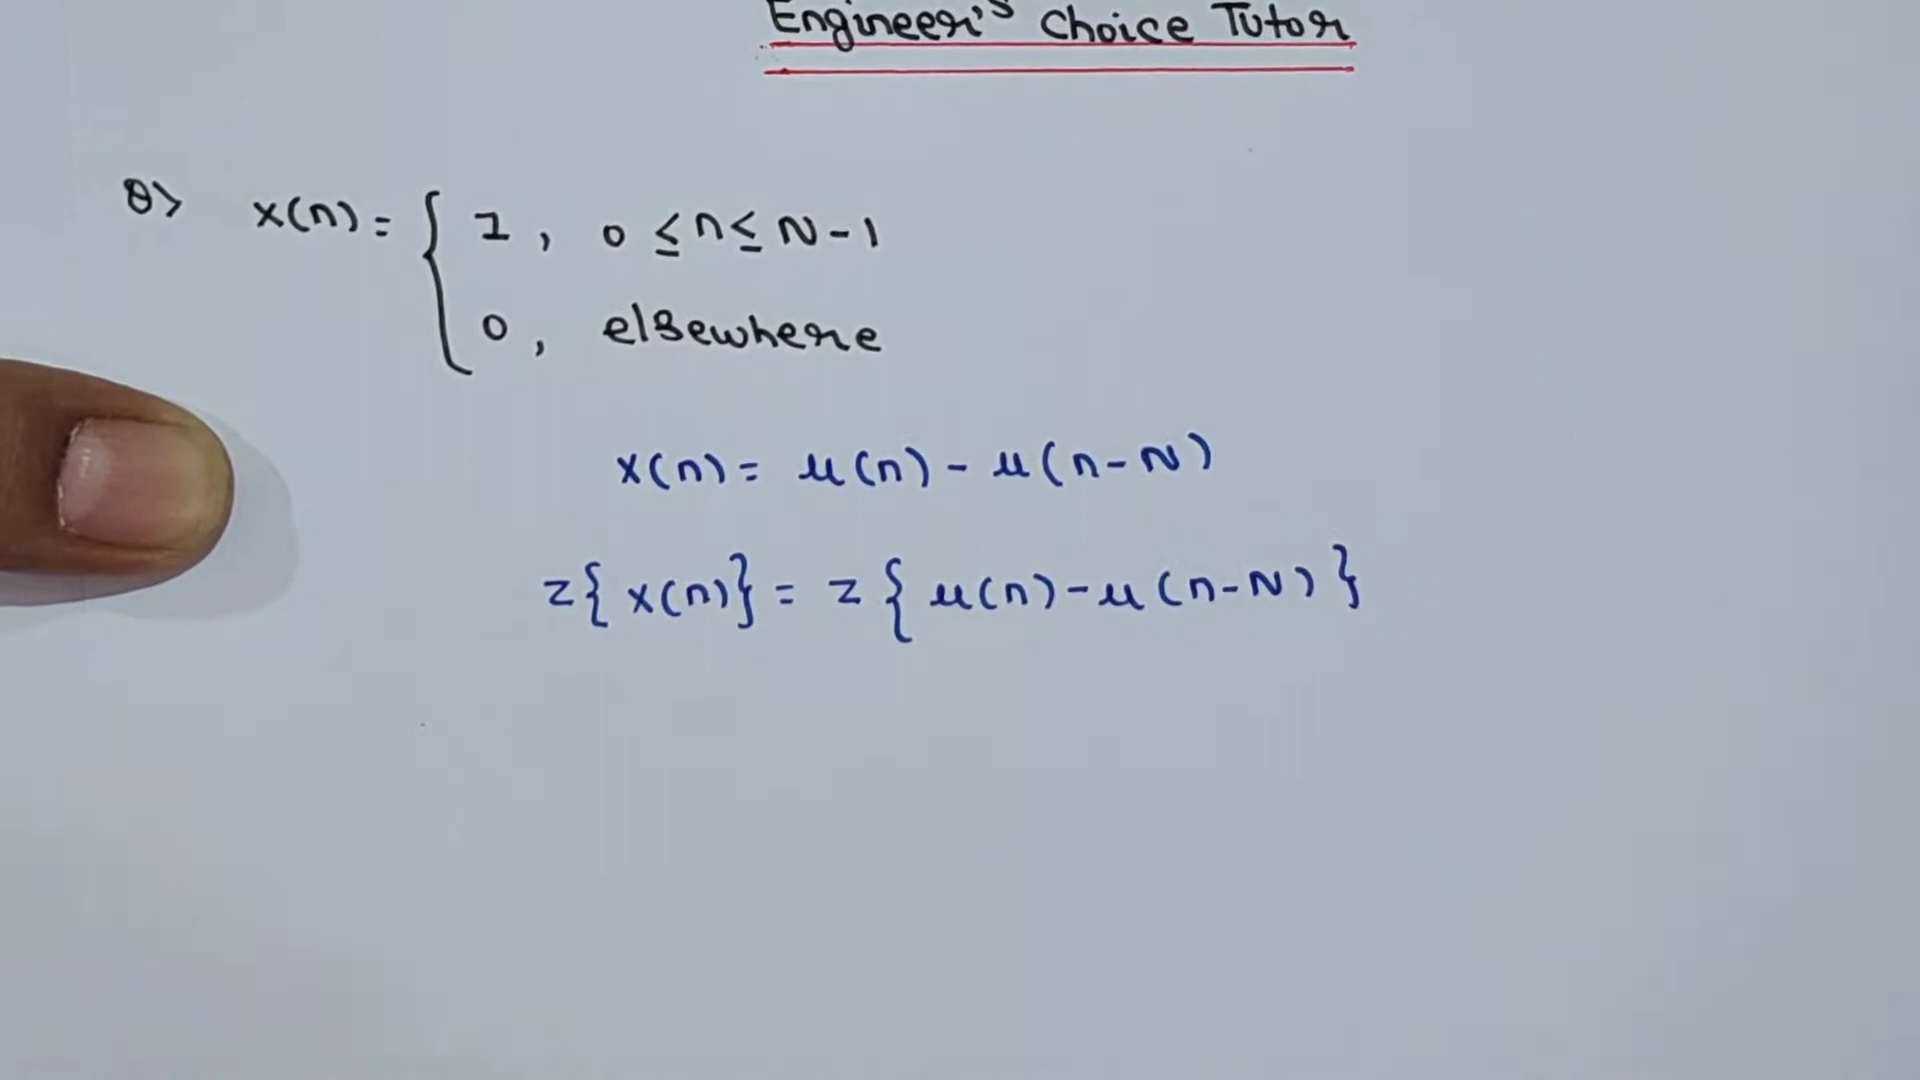 Engineer's Choice Tutor
Q> x(n) = { 1 , 0 ≤ n ≤ N-1
0 , elsewhere
x(n) = u(n) - u(n-N)
z{x(n)} = z{u(n)-u(n-N)}